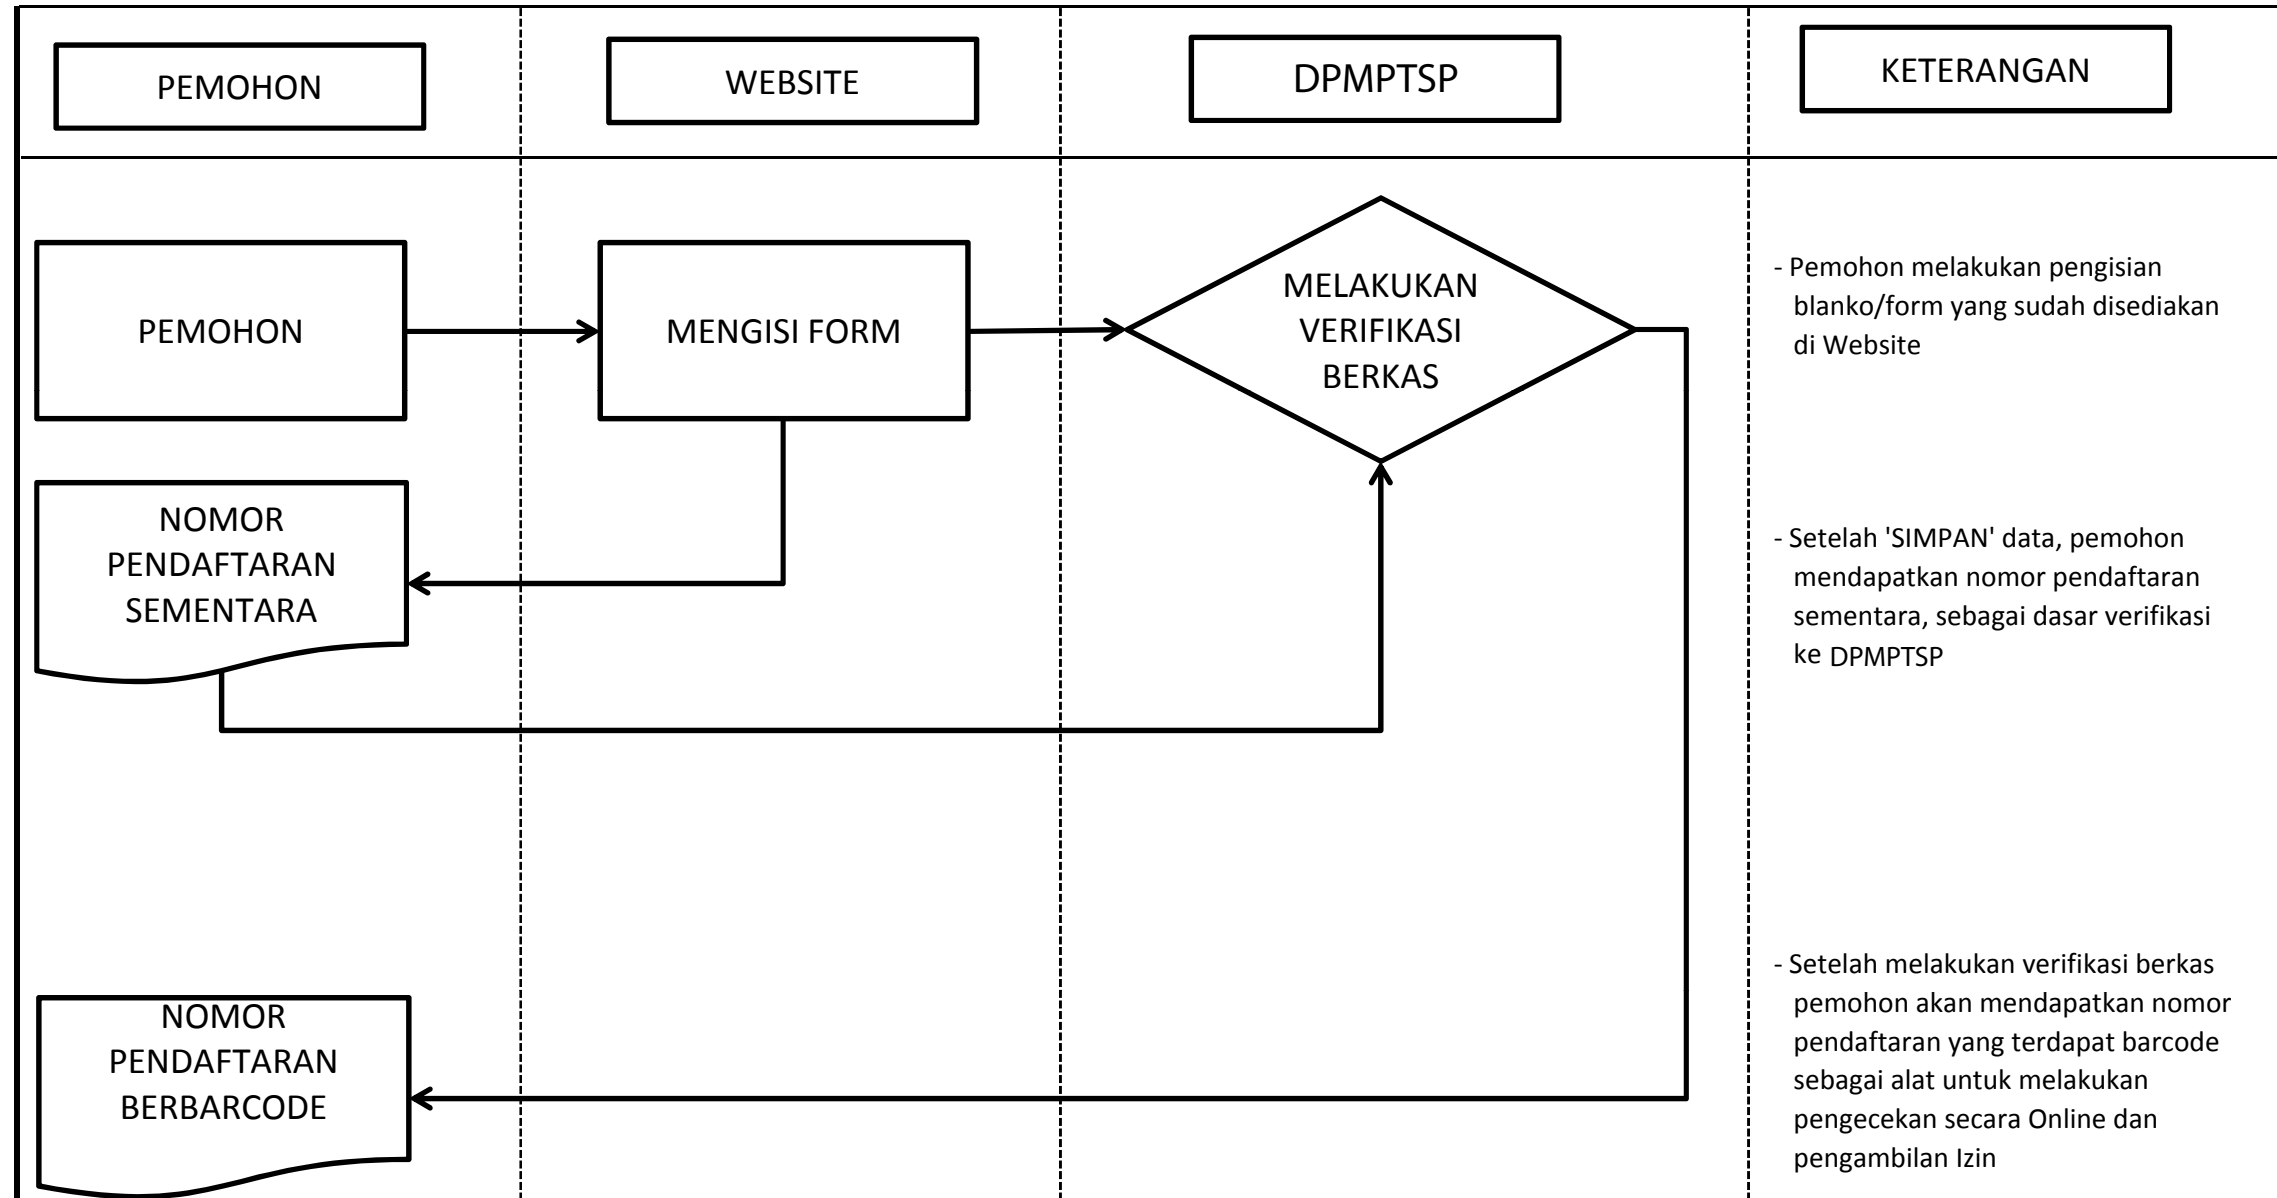 PEMOHON
WEBSITE
DPMPTSP
KETERANGAN
PEMOHON
MENGISI FORM
MELAKUKAN
VERIFIKASI
BERKAS
- Pemohon melakukan pengisian
blanko/form yang sudah disediakan
di Website
NOMOR
PENDAFTARAN
SEMENTARA
- Setelah 'SIMPAN' data, pemohon
mendapatkan nomor pendaftaran
sementara, sebagai dasar verifikasi
ke DPMPTSP
NOMOR
PENDAFTARAN
BERBARCODE
- Setelah melakukan verifikasi berkas
pemohon akan mendapatkan nomor
pendaftaran yang terdapat barcode
sebagai alat untuk melakukan
pengecekan secara Online dan
pengambilan Izin